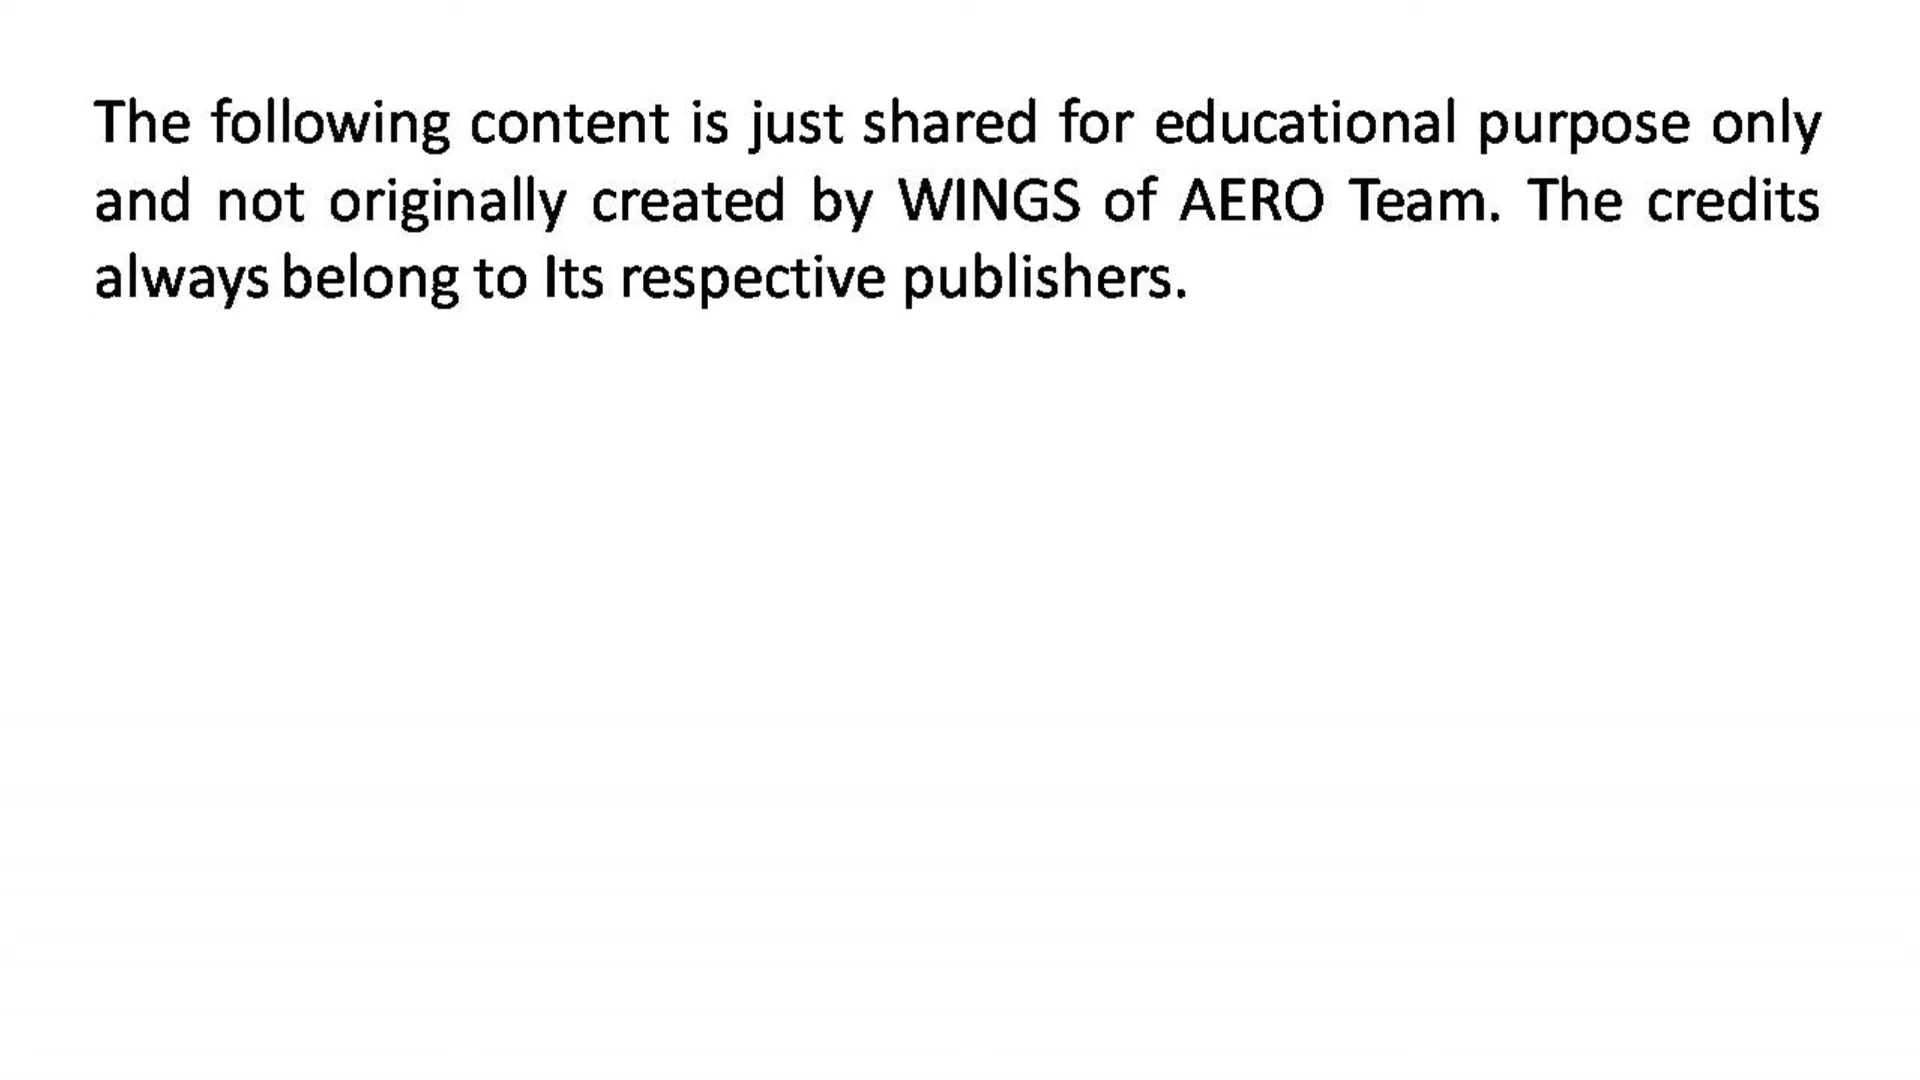 The following content is just shared for educational purpose only
and not originally created by WINGS of AERO Team. The credits
always belong to Its respective publishers.